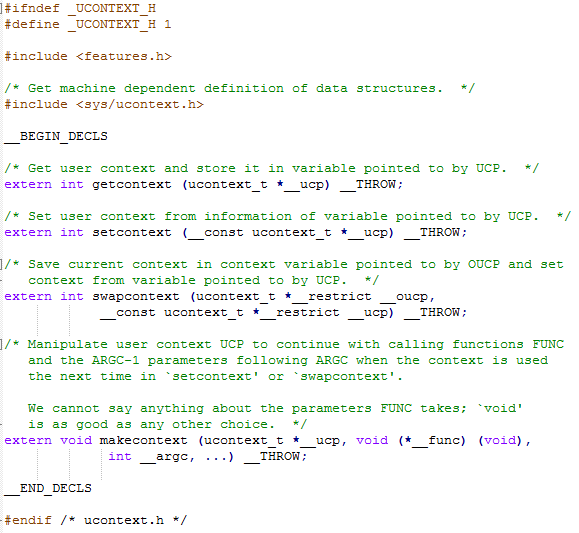 #ifndef _UCONTEXT_H
#define _UCONTEXT_H 1
#include <features.h>
/* Get machine dependent definition of data structures.  */
#include <sys/ucontext.h>
__BEGIN_DECLS
/* Get user context and store it in variable pointed to by UCP.  */
extern int getcontext (ucontext_t *__ucp) __THROW;
/* Set user context from information of variable pointed to by UCP.  */
extern int setcontext (__const ucontext_t *__ucp) __THROW;
/* Save current context in context variable pointed to by OUCP and set
   context from variable pointed to by UCP.  */
extern int swapcontext (ucontext_t *__restrict __oucp,
            __const ucontext_t *__restrict __ucp) __THROW;
/* Manipulate user context UCP to continue with calling functions FUNC
   and the ARGC-1 parameters following ARGC when the context is used
   the next time in `setcontext' or `swapcontext'.
   We cannot say anything about the parameters FUNC takes; `void'
   is as good as any other choice.  */
extern void makecontext (ucontext_t *__ucp, void (*__func) (void),
             int __argc, ...) __THROW;
__END_DECLS
#endif /* ucontext.h */